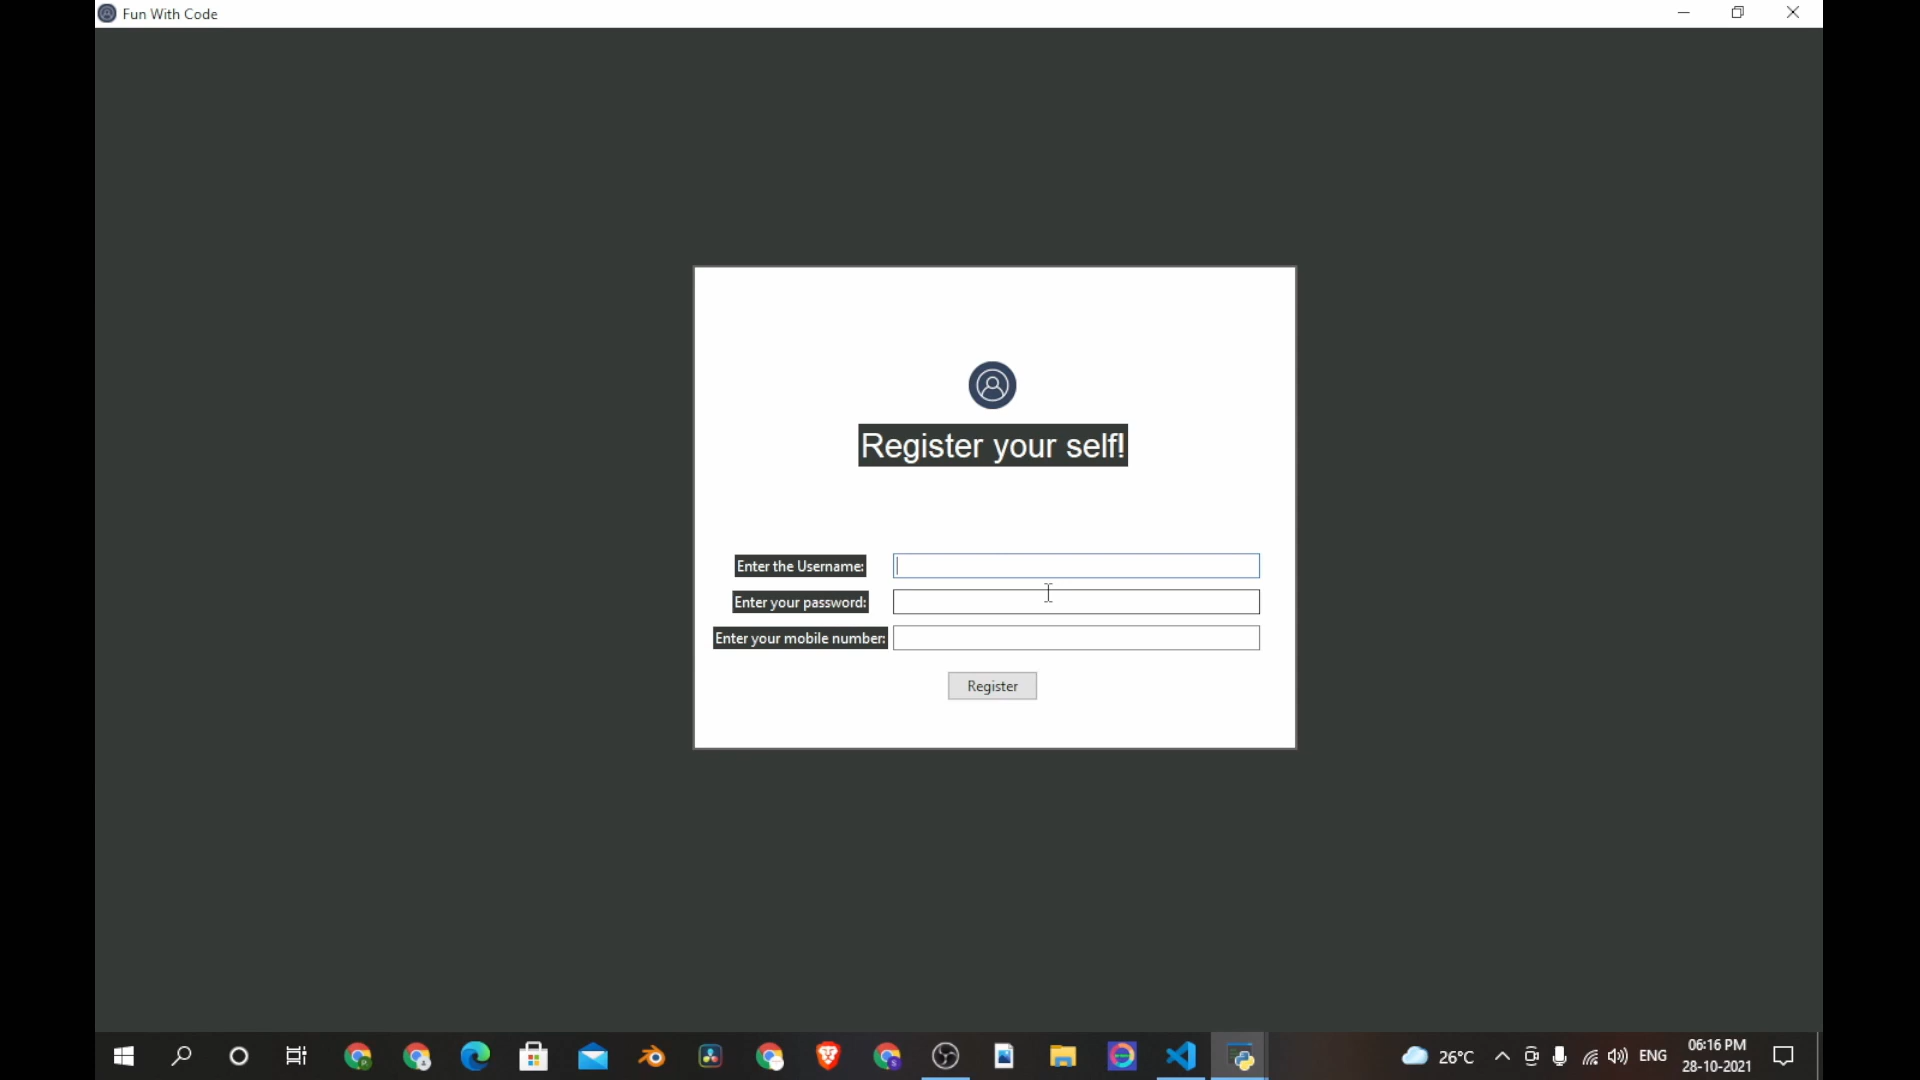 Fun With Code
Register your self!
Enter the Username:
Enter your password:
Enter your mobile number:
Register
26°C
ENG
06:16 PM
28-10-2021